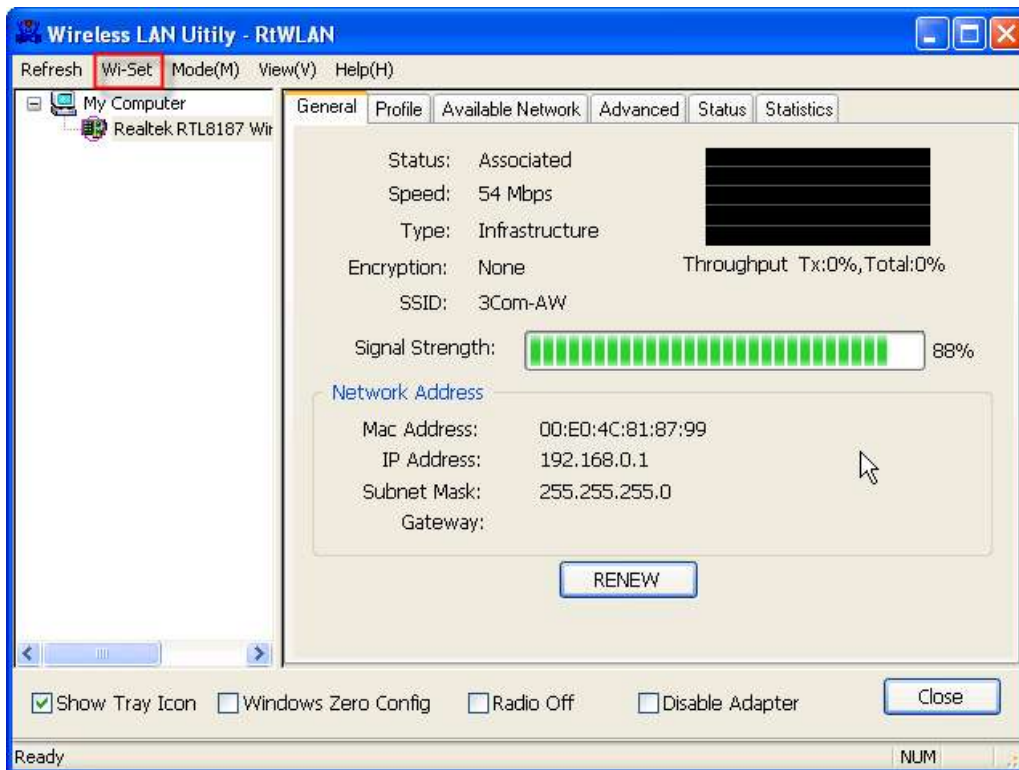 Wireless LAN Uitily - RtWLAN
Refresh Wi-Set Mode(M) View(V) Help(H)
My Computer
Realtek RTL8187 Wir
General Profile Available Network Advanced Status Statistics
Status: Associated
Speed: 54 Mbps
Type: Infrastructure
Encryption: None
SSID: 3Com-AW
Throughput Tx:0%,Total:0%
Signal Strength: 88%
Network Address
Mac Address: 00:E0:4C:81:87:99
IP Address: 192.168.0.1
Subnet Mask: 255.255.255.0
Gateway:
RENEW
Show Tray Icon Windows Zero Config Radio Off Disable Adapter Close
Ready NUM